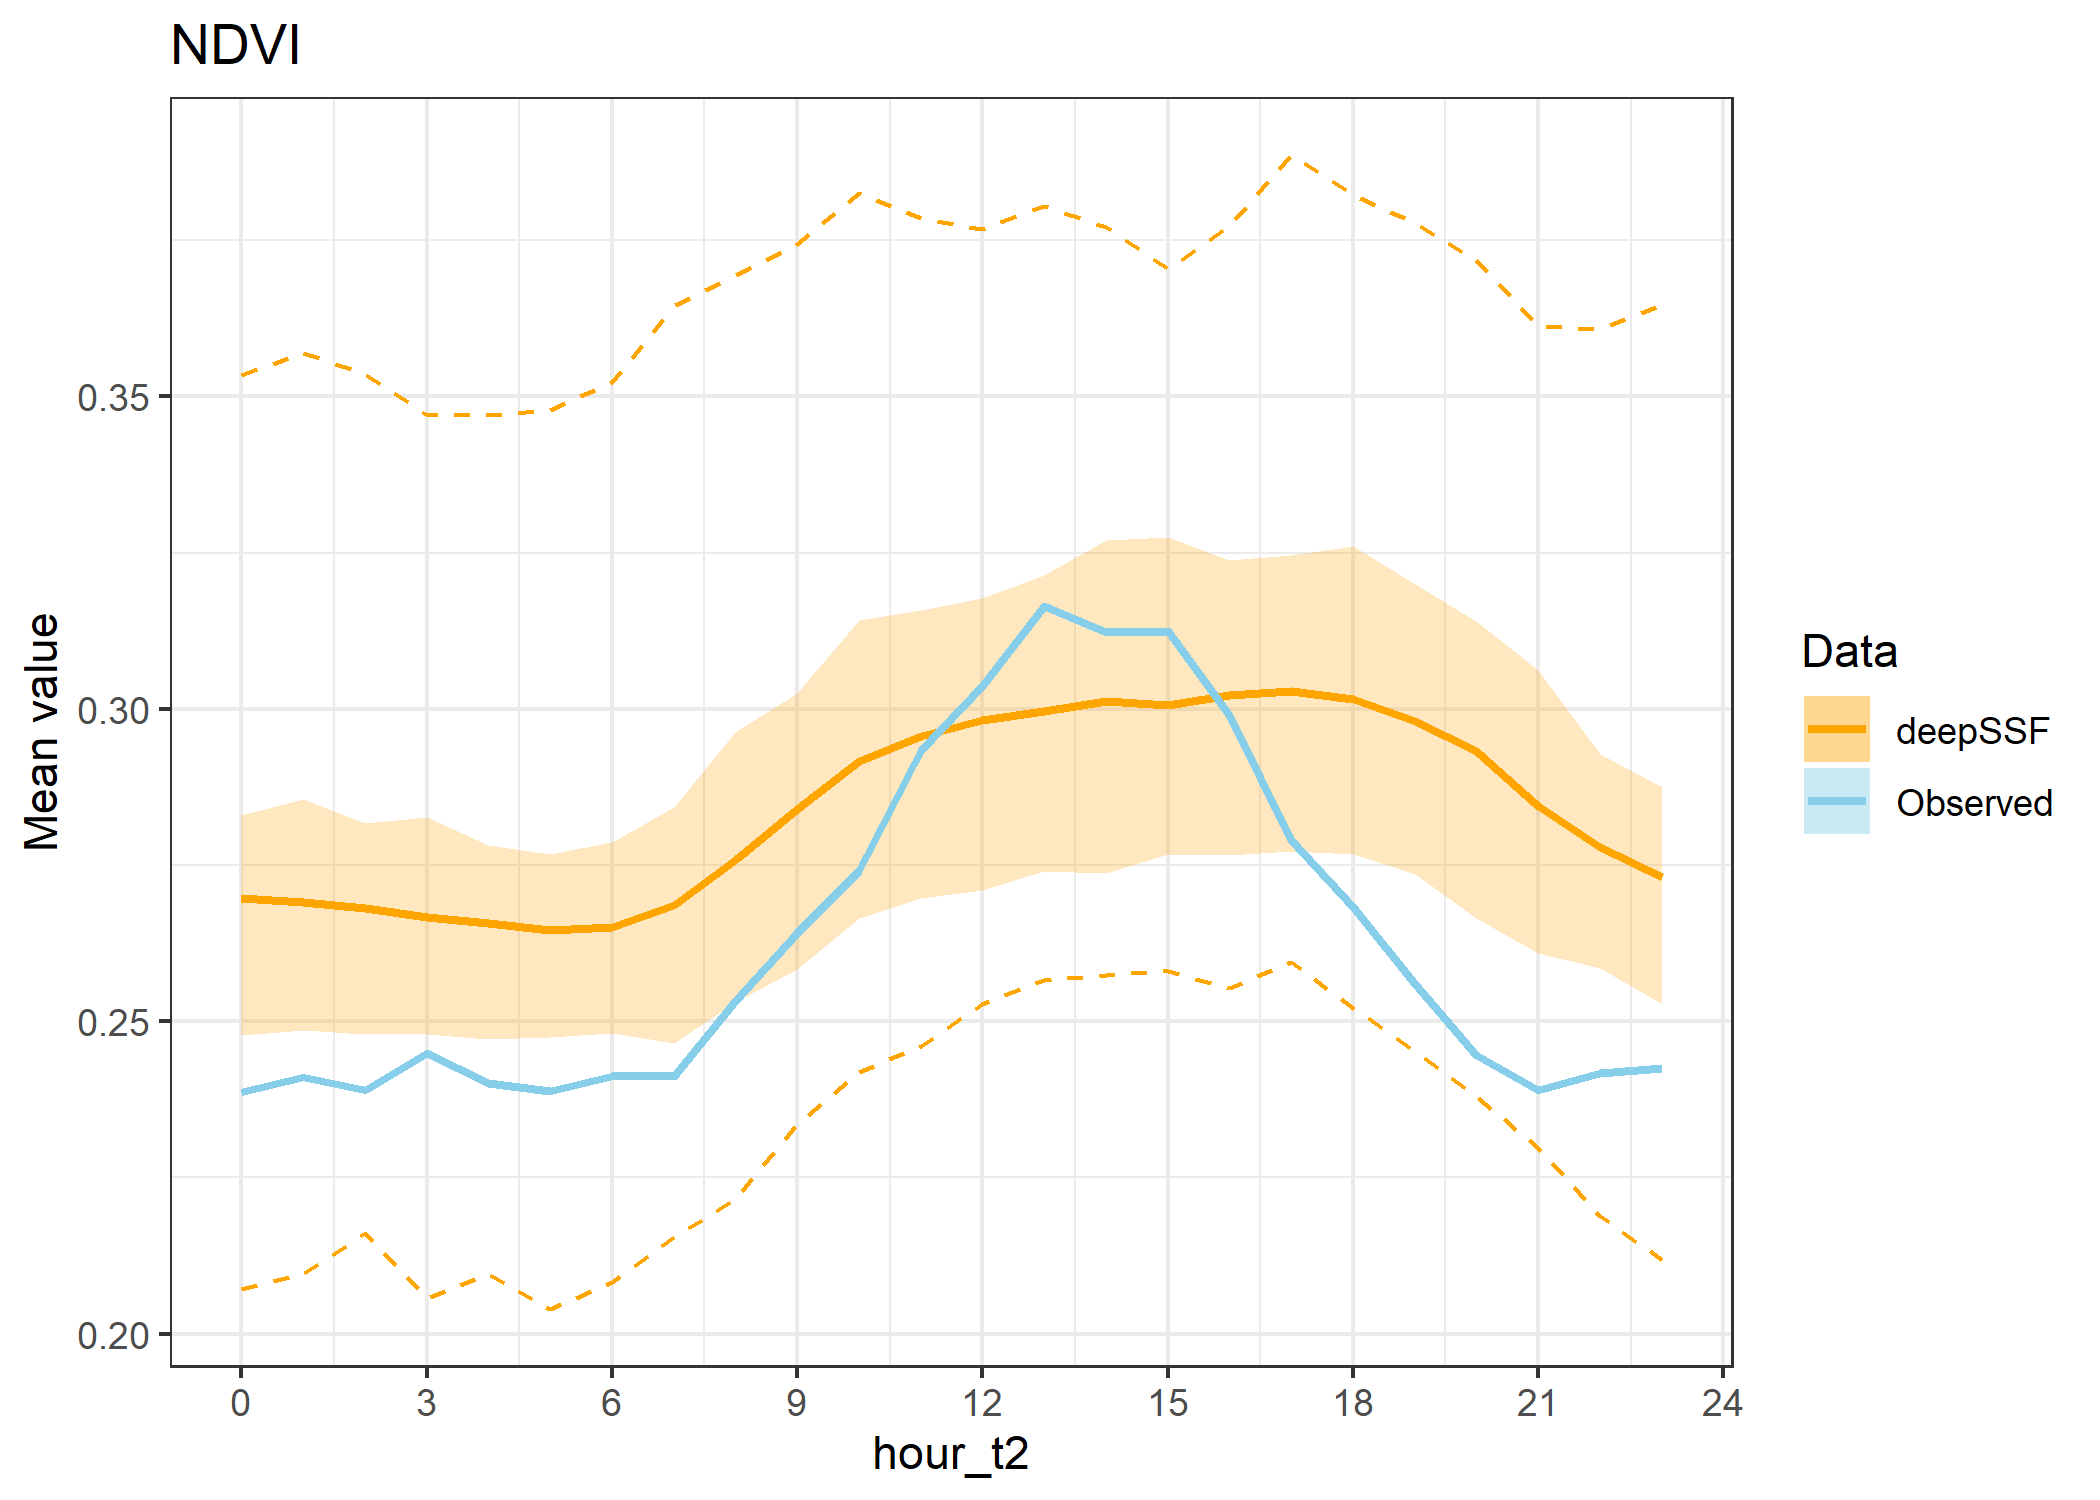 NDVI
Mean value
0.35
0.30
0.25
0.20
0 3 6 9 12 15 18 21 24
hour_t2
Data
deepSSF
Observed